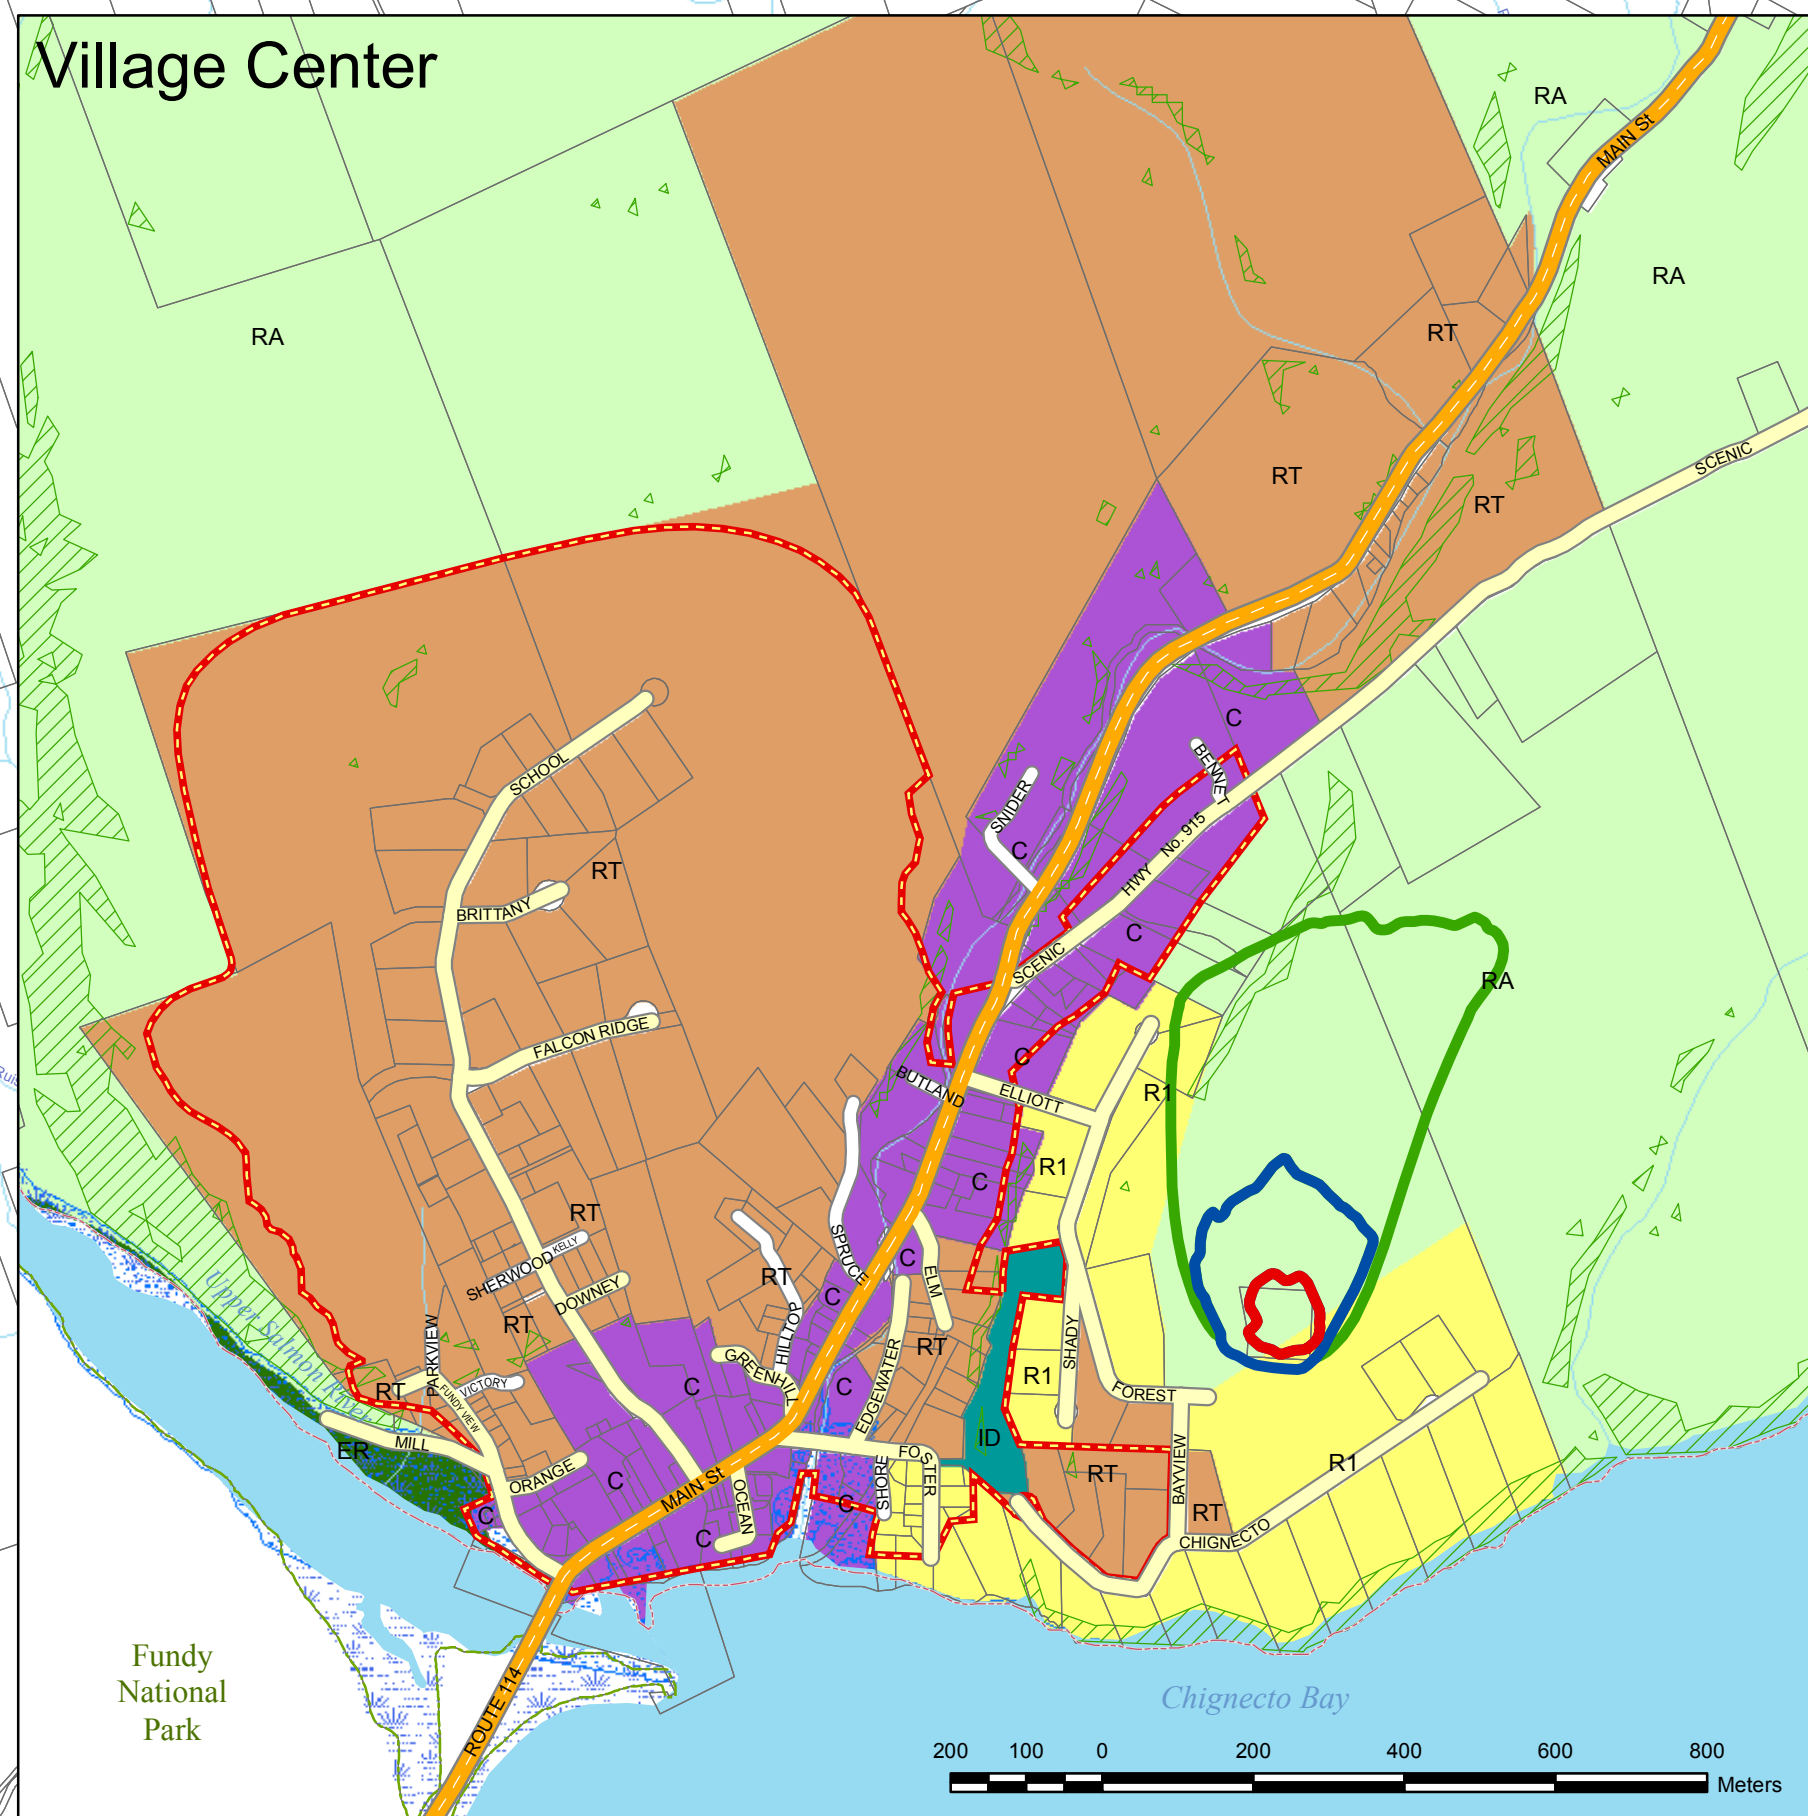 Village Center
RA
MAIN St
RA
RT
RA
SCENIC
RT
RT
C
BENNET
SCHOOL
SNIDER
C
No. 915
HWY
RT
BRITTANY
C
SCENIC
RA
FALCON RIDGE
C
BUTLAND
ELLIOTT
R1
R1
C
RT
SPRUCE
KELLY
SHERWOOD
C
ELM
RT
C
DOWNEY
Upper Salmon River
RT
PARKVIEW
HILLTOP
RT
SHADY
EDGEWATER
GREENHILL
C
C
R1
RT
VICTORY
FUNDY VIEW
FOREST
ID
MILL
ER
FOSTER
ORANGE
C
MAIN St
SHORE
OCEAN
C
RT
BAYVIEW
R1
RT
C
C
CHIGNECTO
Fundy
National
Park
ROUTE 114
Chignecto Bay
200 100 0 200 400 600 800
Meters